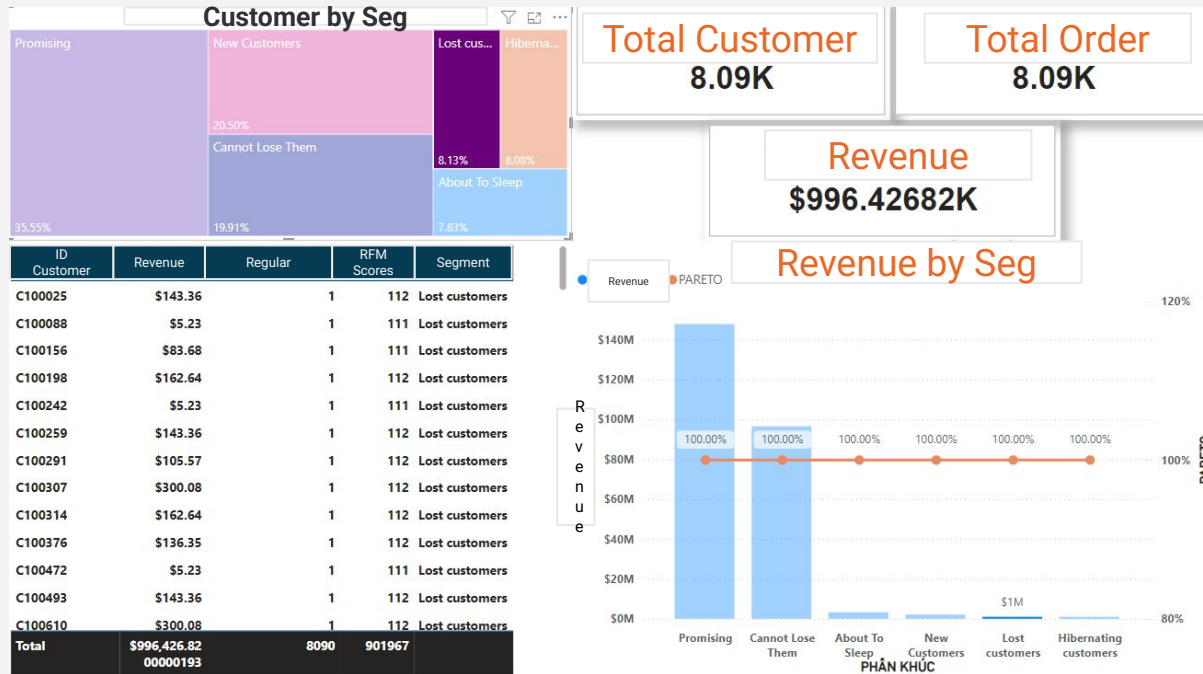 Customer by Seg
Promising
35.55%
New Customers
20.50%
Cannot Lose Them
19.91%
Lost cus...
8.13%
Hiberna...
8.08%
About To Sleep
7.83%
Total Customer
8.09K
Total Order
8.09K
Revenue
$996.42682K
ID Customer Revenue Regular RFM Scores Segment
C100025 $143.36 1 112 Lost customers
C100088 $5.23 1 111 Lost customers
C100156 $83.68 1 111 Lost customers
C100198 $162.64 1 112 Lost customers
C100242 $5.23 1 111 Lost customers
C100259 $143.36 1 112 Lost customers
C100291 $105.57 1 112 Lost customers
C100307 $300.08 1 112 Lost customers
C100314 $162.64 1 112 Lost customers
C100376 $136.35 1 112 Lost customers
C100472 $5.23 1 111 Lost customers
C100493 $143.36 1 112 Lost customers
C100610 $300.08 1 112 Lost customers
Total $996,426.8200000193 8090 901967
Revenue by Seg
Revenue PARETO
Revenue
$140M
$120M
$100M
$80M
$60M
$40M
$20M
$0M
100.00% 100.00% 100.00% 100.00% 100.00% 100.00%
$1M
120%
100%
80%
PARETO
Promising
Cannot Lose Them
About To Sleep
New Customers
Lost customers
Hibernating customers
PHÂN KHÚC